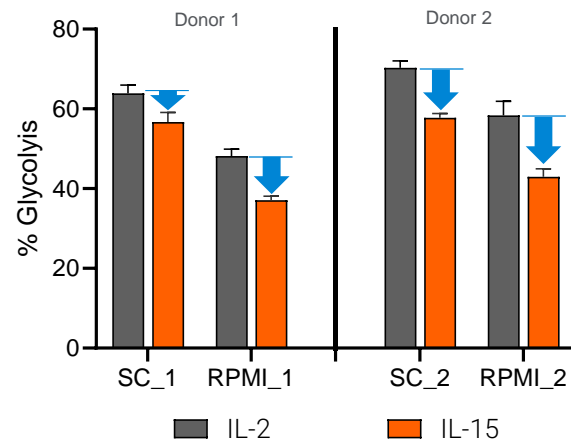 Donor 1
Donor 2
% Glycolyis
80
60
40
20
0
SC_1
RPMI_1
SC_2
RPMI_2
IL-2
IL-15